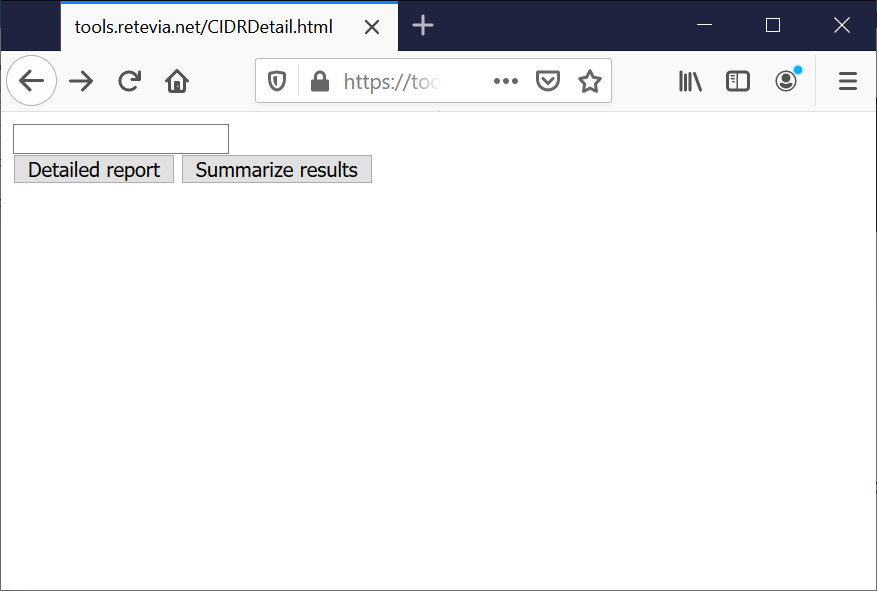 tools.retevia.net/CIDRDetail.html
https://too
Detailed report
Summarize results